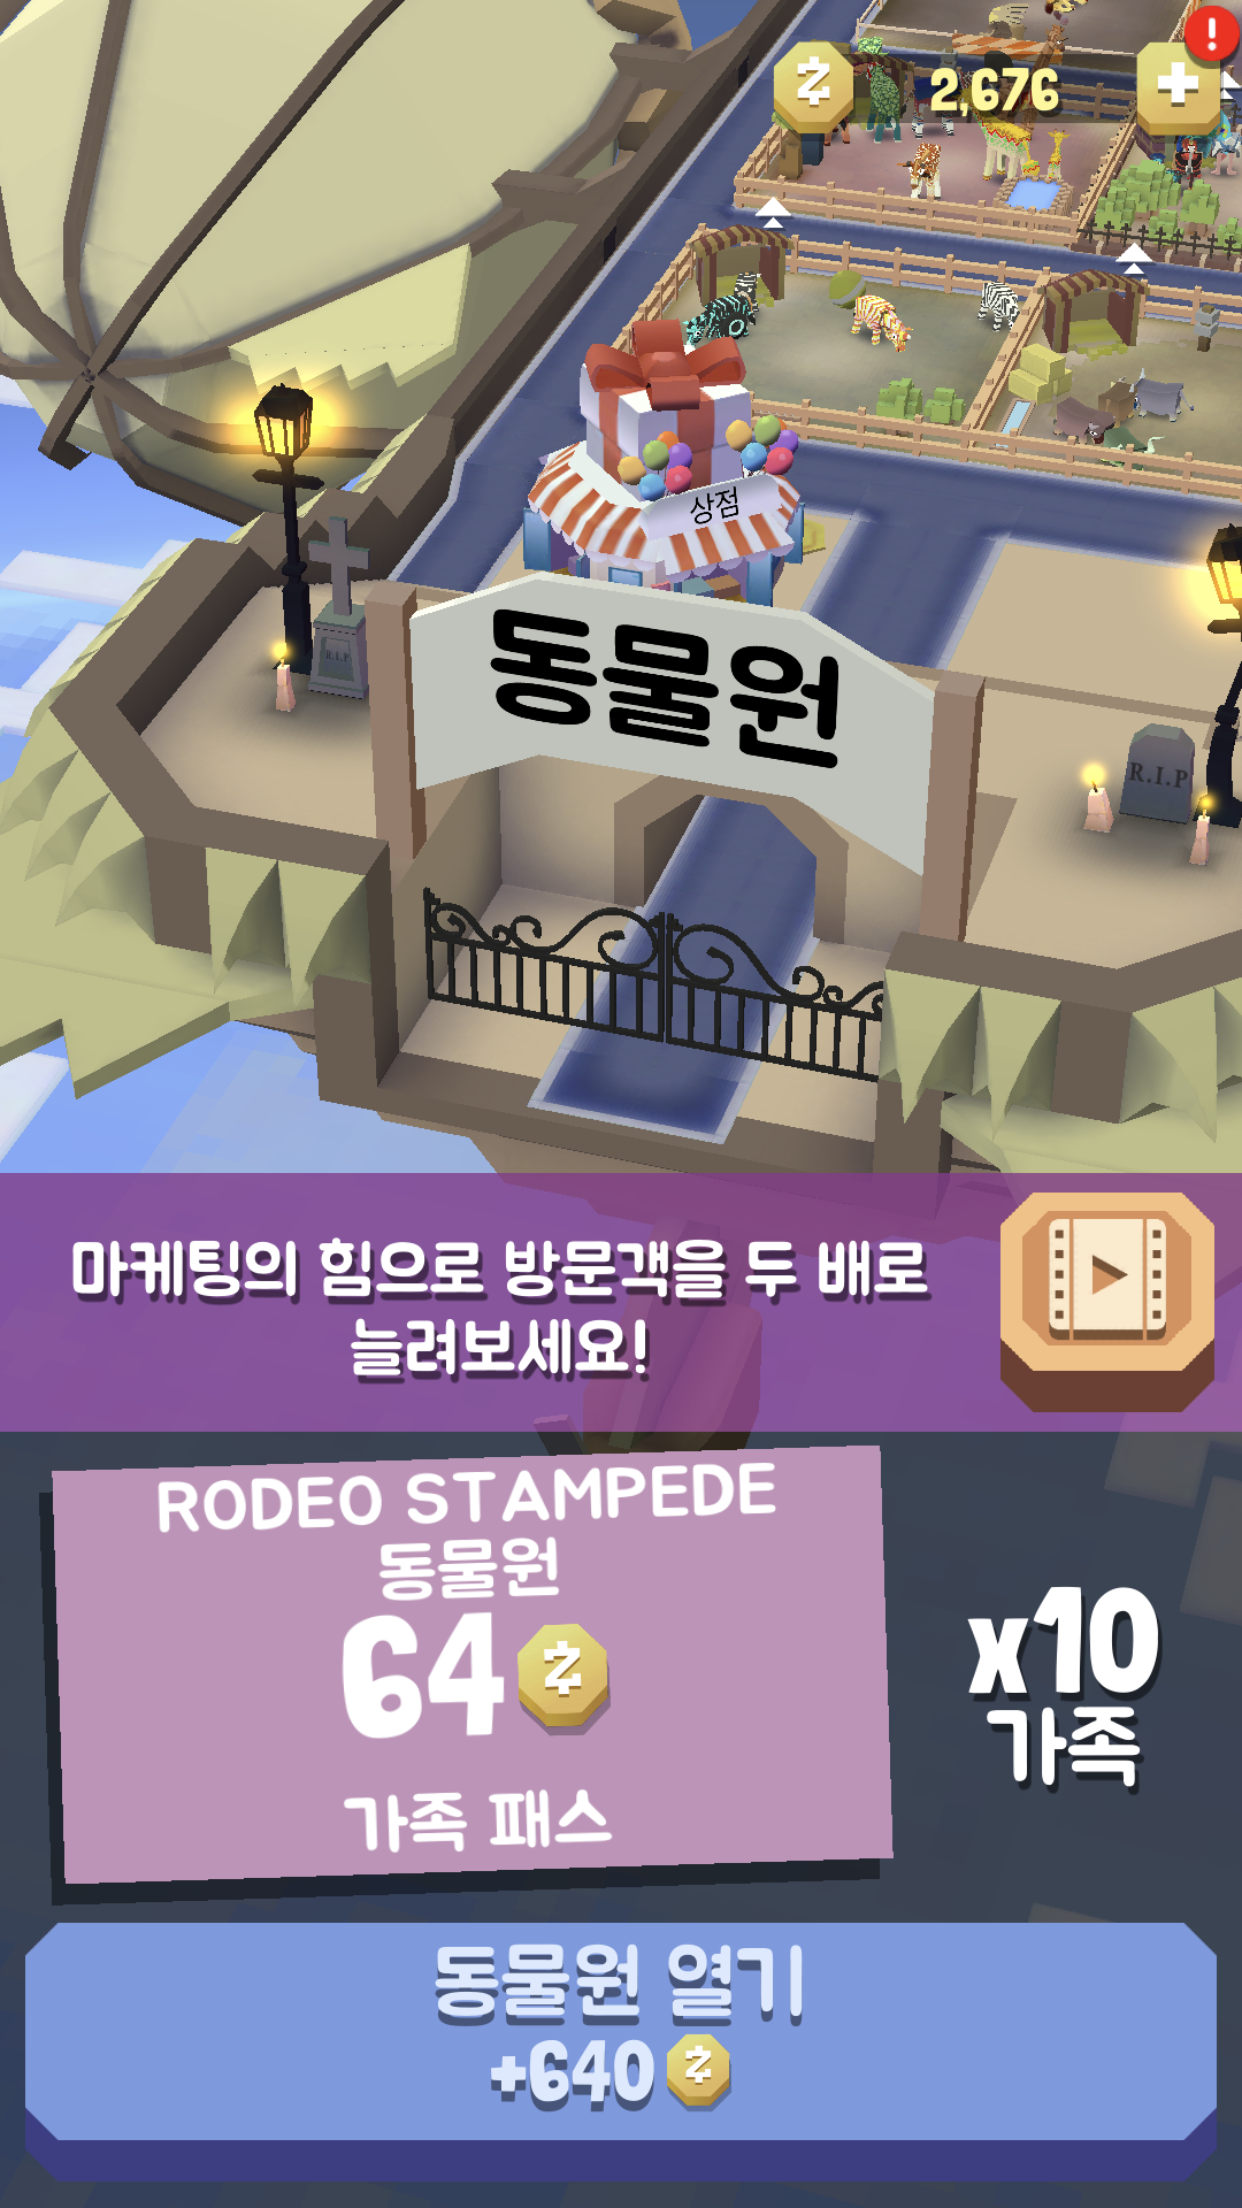 2,676
상점
동물원
R.I.P
R.I.P
마케팅의 힘으로 방문객을 두 배로
늘려보세요!
RODEO STAMPEDE
동물원
64
가족 패스
x10
가족
동물원 열기
+640